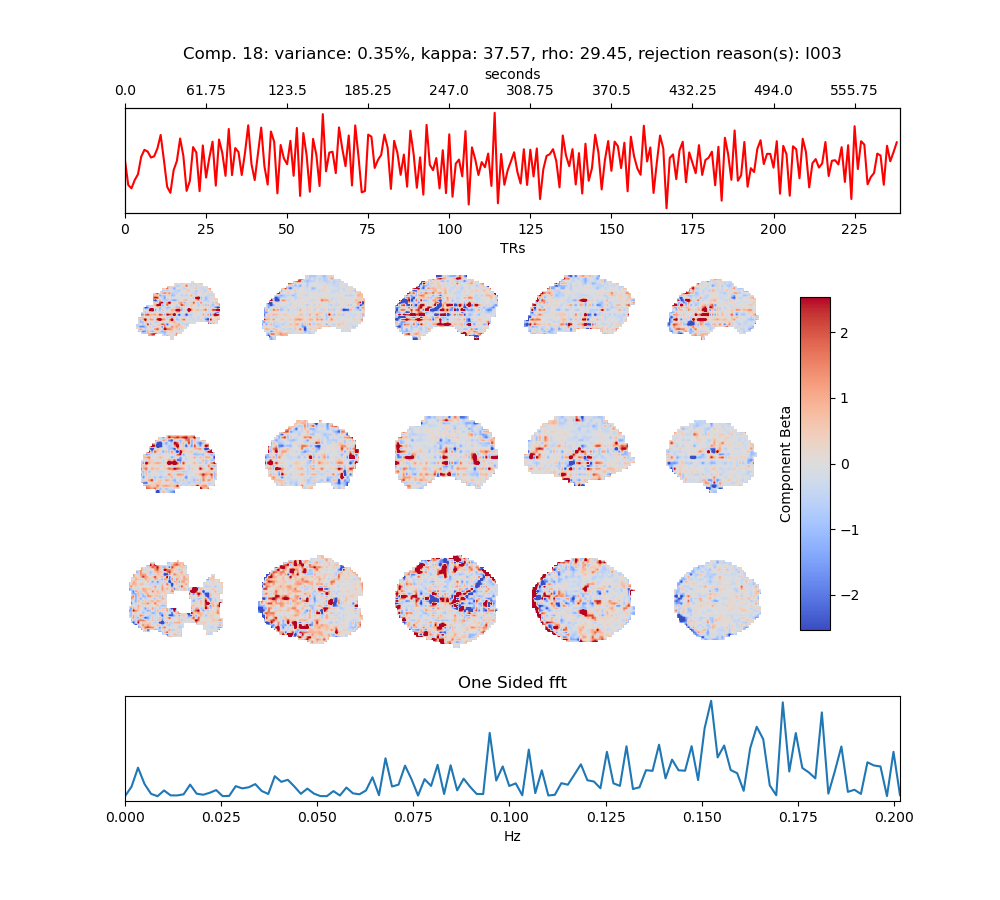 Comp. 18: variance: 0.35%, kappa: 37.57, rho: 29.45, rejection reason(s): I003
seconds
0.0 61.75 123.5 185.25 247.0 308.75 370.5 432.25 494.0 555.75
0 25 50 75 100 125 150 175 200 225
TRs
2
1
0
−1
−2
Component Beta
One Sided fft
0.000 0.025 0.050 0.075 0.100 0.125 0.150 0.175 0.200
Hz